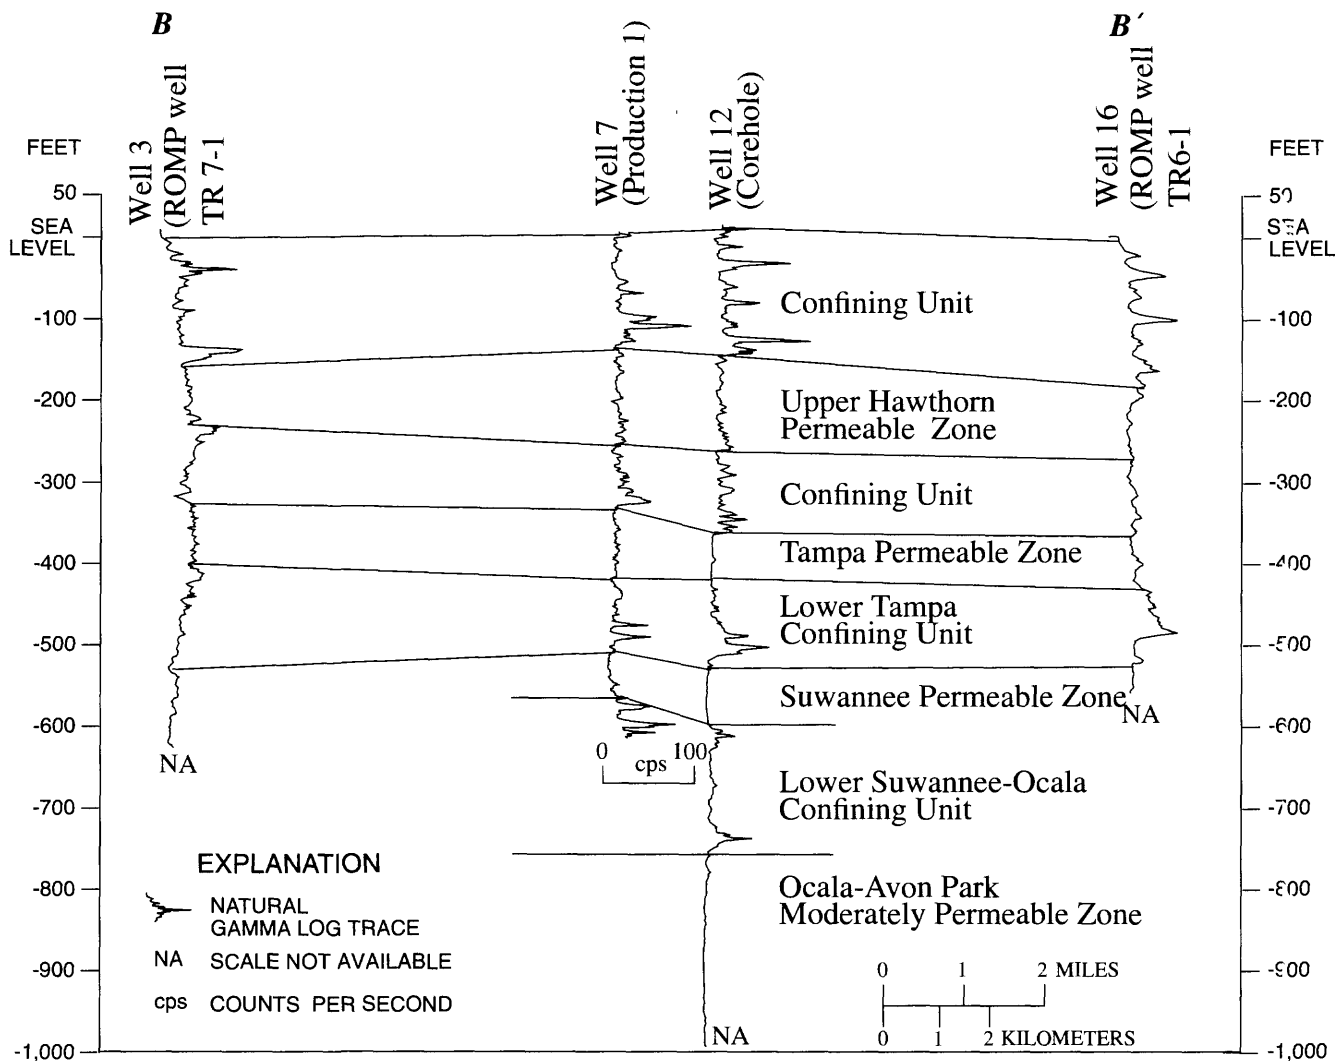 B
B′
Well 3
(ROMP well
TR 7-1
Well 7
(Production 1)
Well 12
(Corehole)
Well 16
(ROMP well
TR6-1
FEET
50
SEA
LEVEL
-100
-200
-300
-400
-500
-600
-700
-800
-900
-1,000
FEET
50
SEA
LEVEL
-100
-200
-300
-400
-500
-600
-700
-800
-900
-1,000
Confining Unit
Upper Hawthorn
Permeable Zone
Confining Unit
Tampa Permeable Zone
Lower Tampa
Confining Unit
Suwannee Permeable Zone
NA
NA
0 100
cps
Lower Suwannee-Ocala
Confining Unit
Ocala-Avon Park
Moderately Permeable Zone
NA
EXPLANATION
NATURAL
GAMMA LOG TRACE
NA SCALE NOT AVAILABLE
cps COUNTS PER SECOND
0 1 2 MILES
0 1 2 KILOMETERS